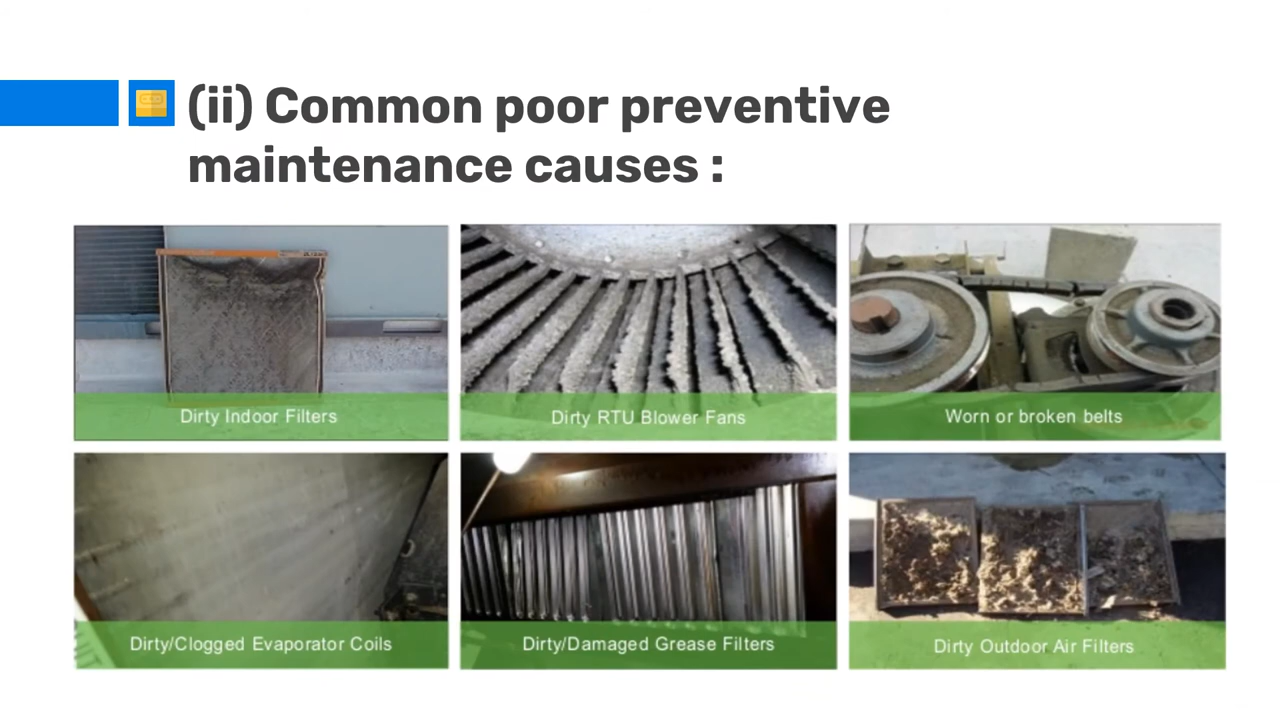 (ii) Common poor preventive
maintenance causes :
Dirty Indoor Filters
Dirty RTU Blower Fans
Worn or broken belts
Dirty/Clogged Evaporator Coils
Dirty/Damaged Grease Filters
Dirty Outdoor Air Filters